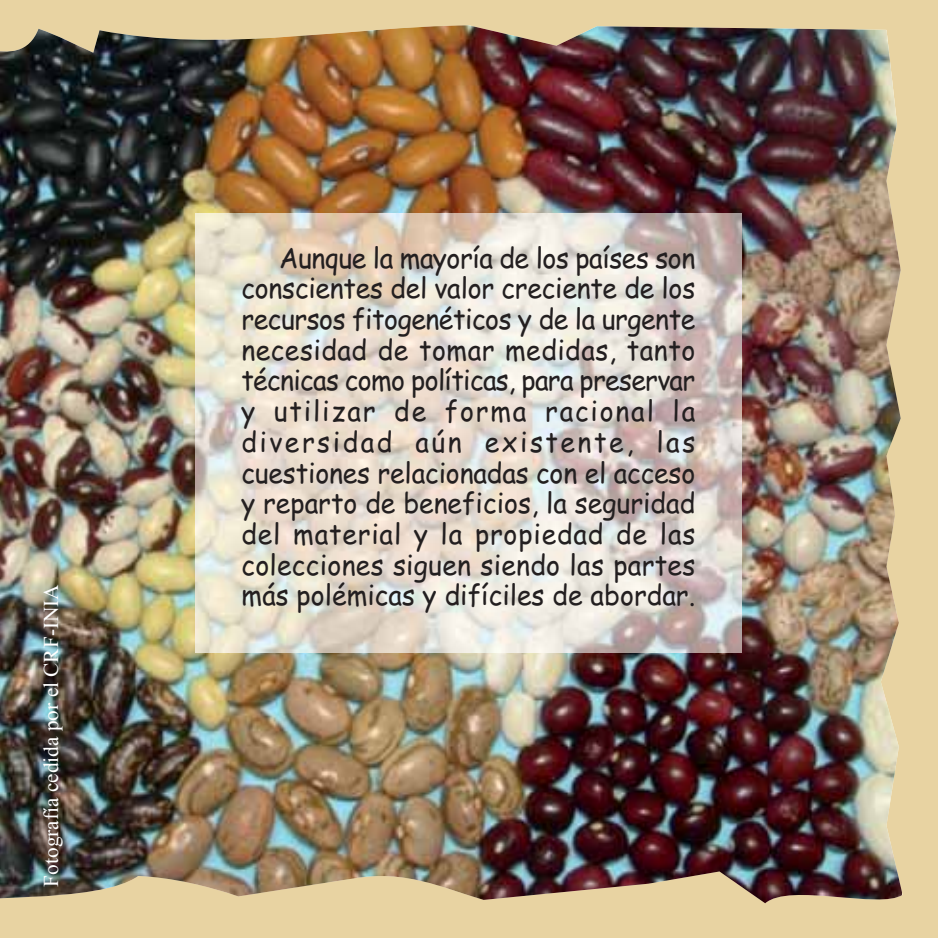 Aunque la mayoría de los países son
conscientes del valor creciente de los
recursos fitogenéticos y de la urgente
necesidad de tomar medidas, tanto
técnicas como políticas, para preservar
y utilizar de forma racional la
diversidad aún existente, las
cuestiones relacionadas con el acceso
y reparto de beneficios, la seguridad
del material y la propiedad de las
colecciones siguen siendo las partes
más polémicas y difíciles de abordar.
Fotografía cedida por el CRF-INIA